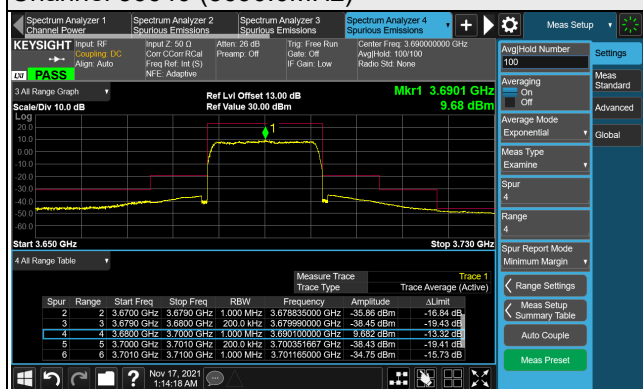 Spectrum Analyzer 1
Channel Power
Spectrum Analyzer 2
Spurious Emissions
Spectrum Analyzer 3
Spurious Emissions
Spectrum Analyzer 4
Spurious Emissions
Meas Setup
KEYSIGHT
Input: RF
Coupling: DC
Align: Auto
Input Z: 50 Ω
Corr CCorr RCal
Freq Ref: Int (S)
NFE: Adaptive
Atten: 26 dB
Preamp: Off
Trig: Free Run
Gate: Off
IF Gain: Low
Center Freq: 3.690000000 GHz
Avg|Hold: 100/100
Radio Std: None
LXI PASS
3 All Range Graph
Scale/Div 10.0 dB
Ref Lvl Offset 13.00 dB
Ref Value 30.00 dBm
Mkr1 3.6901 GHz
9.68 dBm
Log
20.0
10.0
0.00
-10.0
-20.0
-30.0
-40.0
-50.0
-60.0
1
Start 3.650 GHz
Stop 3.730 GHz
4 All Range Table
Measure Trace Trace 1
Trace Type Trace Average (Active)
Spur Range Start Freq Stop Freq RBW Frequency Amplitude ΔLimit
2 2 3.6700 GHz 3.6790 GHz 1.000 MHz 3.678835000 GHz -35.86 dBm -16.84 dB
3 3 3.6790 GHz 3.6800 GHz 200.0 kHz 3.679990000 GHz -38.45 dBm -19.43 dB
4 4 3.6800 GHz 3.7000 GHz 1.000 MHz 3.690100000 GHz 9.682 dBm -13.32 dB
5 5 3.7000 GHz 3.7010 GHz 200.0 kHz 3.700351667 GHz -38.43 dBm -19.41 dB
6 6 3.7010 GHz 3.7100 GHz 1.000 MHz 3.701165000 GHz -34.75 dBm -15.73 dB
Avg|Hold Number
100
Averaging
On
Off
Average Mode
Exponential
Meas Type
Examine
Spur
4
Range
4
Spur Report Mode
Minimum Margin
Range Settings
Meas Setup
Summary Table
Auto Couple
Meas Preset
Settings
Meas
Standard
Advanced
Global
Nov 17, 2021
1:14:18 AM